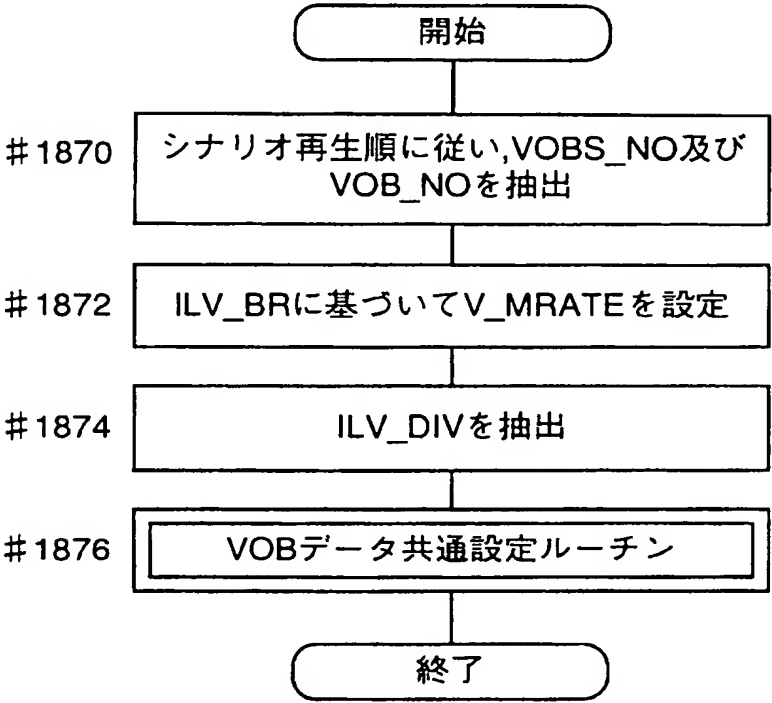 開始
#1870
シナリオ再生順に従い,VOBS_NO及び
VOB_NOを抽出
#1872
ILV_BRに基づいてV_MRATEを設定
#1874
ILV_DIVを抽出
#1876
VOBデータ共通設定ルーチン
終了